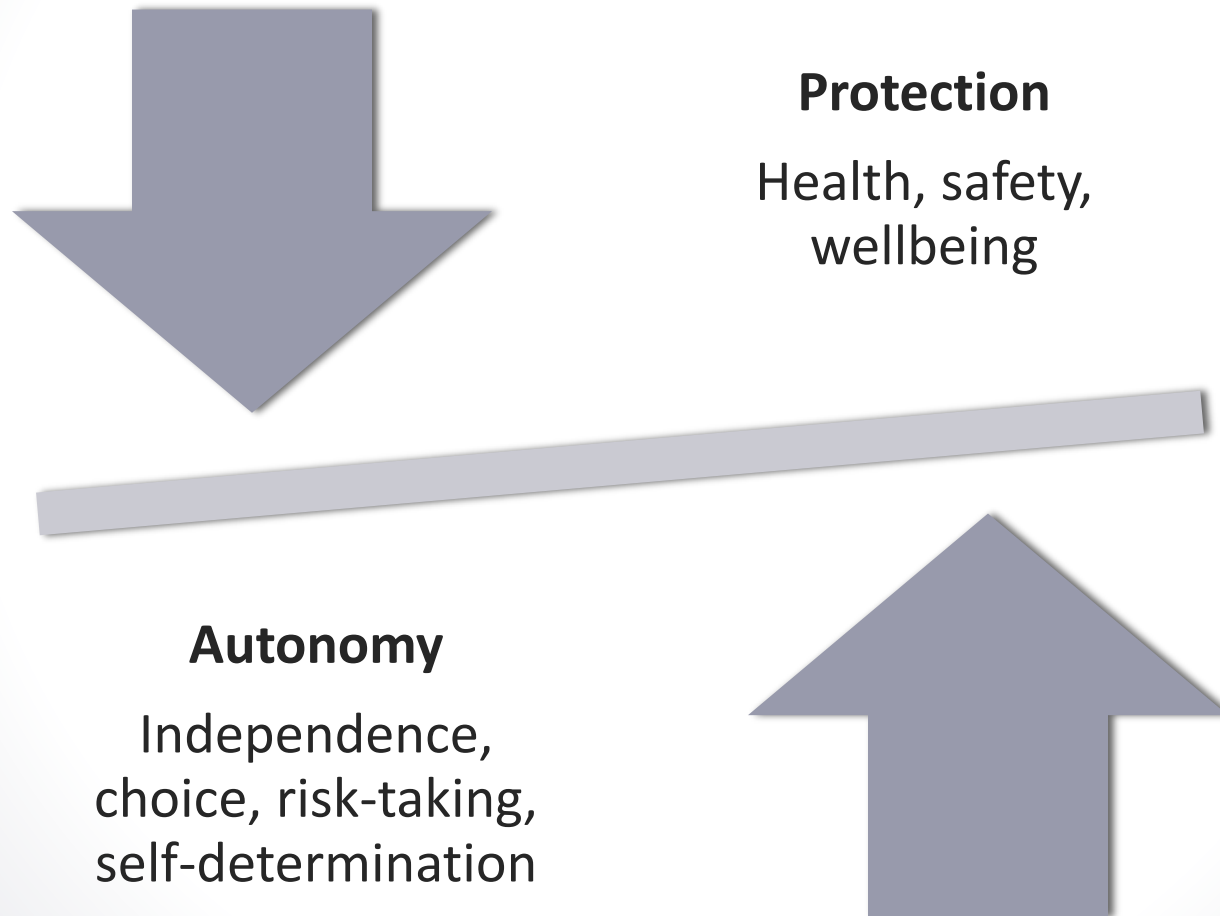 Protection
Health, safety,
wellbeing
Autonomy
Independence,
choice, risk-taking,
self-determination